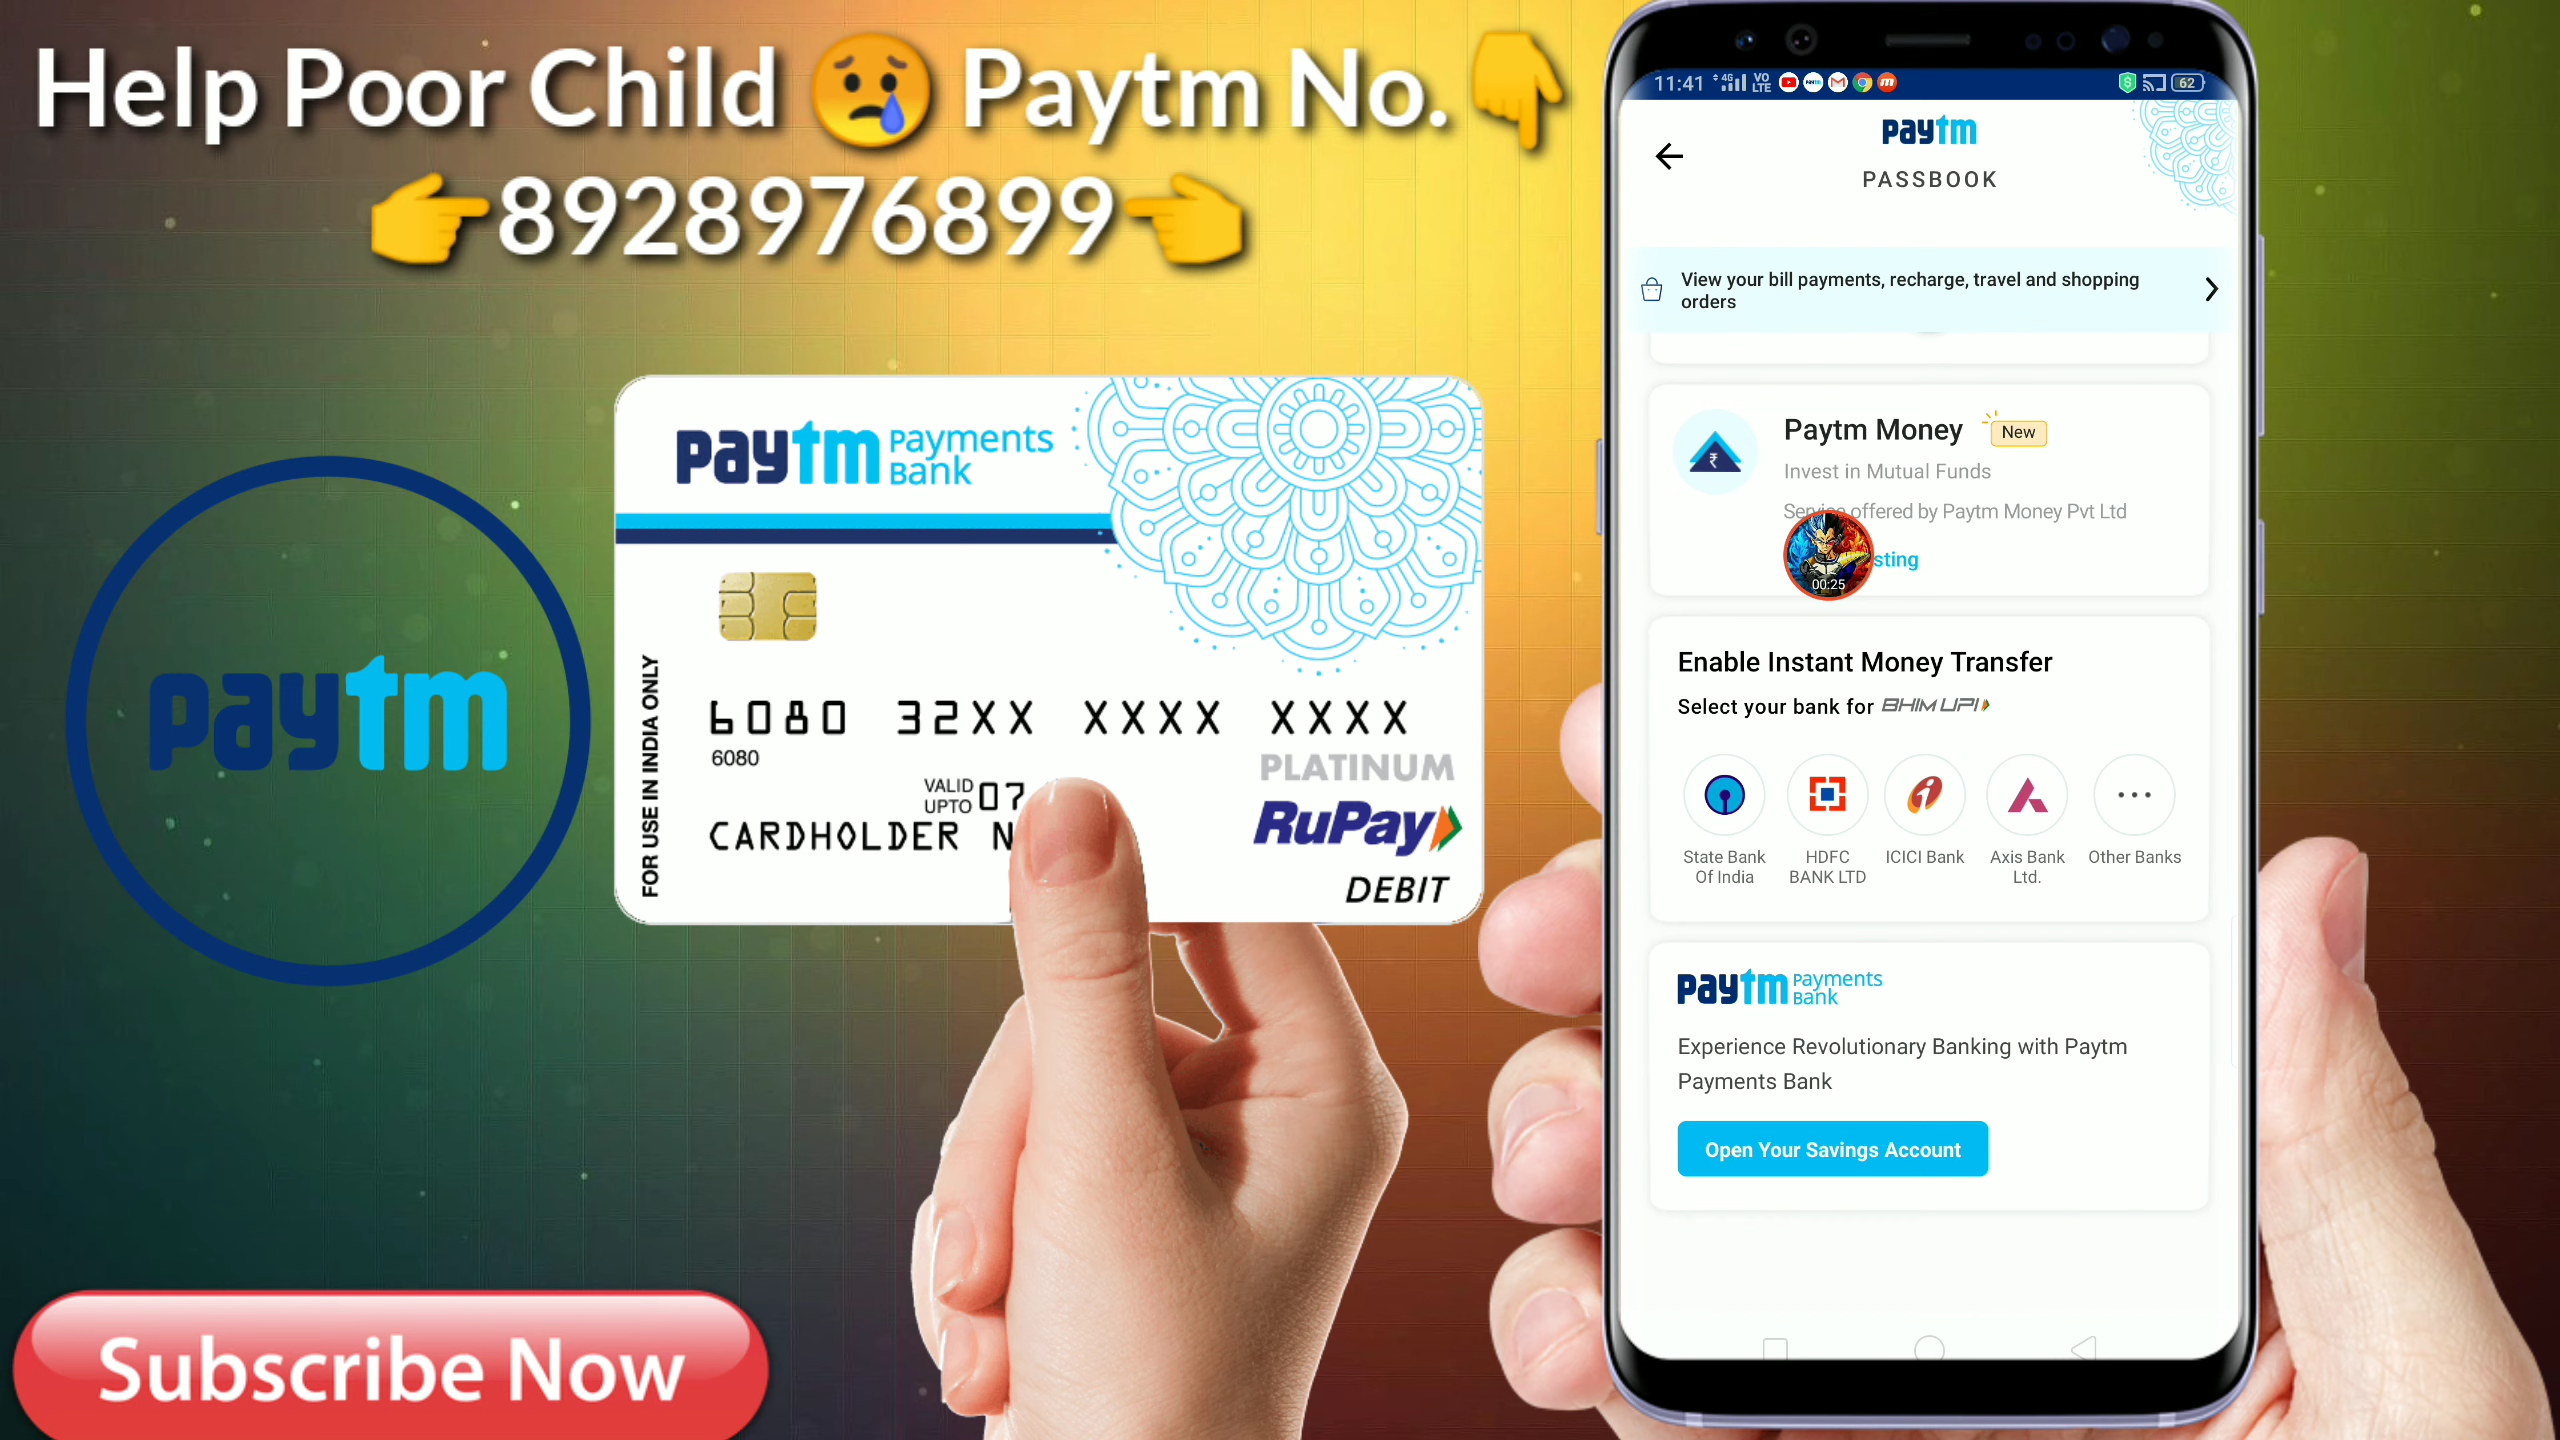 Help Poor Child 😢 Paytm No. 👇
👉8928976899👈
paytm
paytm Payments
Bank
FOR USE IN INDIA ONLY
6080 32XX XXXX XXXX
6080
PLATINUM
VALID
UPTO 07
CARDHOLDER N
RuPay
DEBIT
Subscribe Now
11:41 4G VO LTE 62
paytm
PASSBOOK
View your bill payments, recharge, travel and shopping
orders
Paytm Money New
Invest in Mutual Funds
Service offered by Paytm Money Pvt Ltd
sting
00:25
Enable Instant Money Transfer
Select your bank for BHIM UPI
State Bank
Of India
HDFC
BANK LTD
ICICI Bank
Axis Bank
Ltd.
Other Banks
paytm Payments
Bank
Experience Revolutionary Banking with Paytm
Payments Bank
Open Your Savings Account